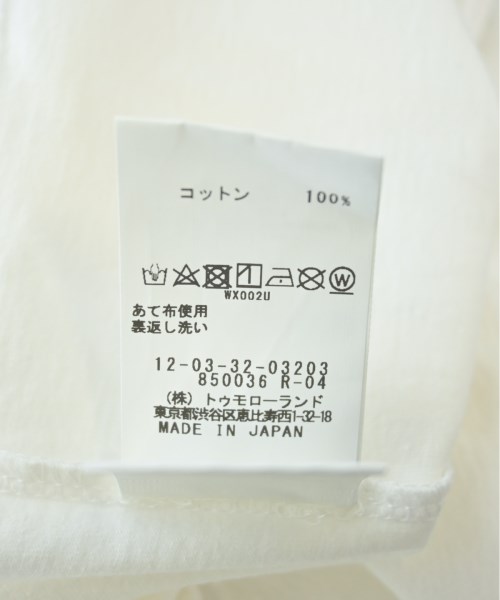 コットン 100%
W
WX002U
あて布使用
裏返し洗い
12-03-32-03203
850036 R-04
(株) トゥモローランド
東京都渋谷区恵比寿西1-32-18
MADE IN JAPAN